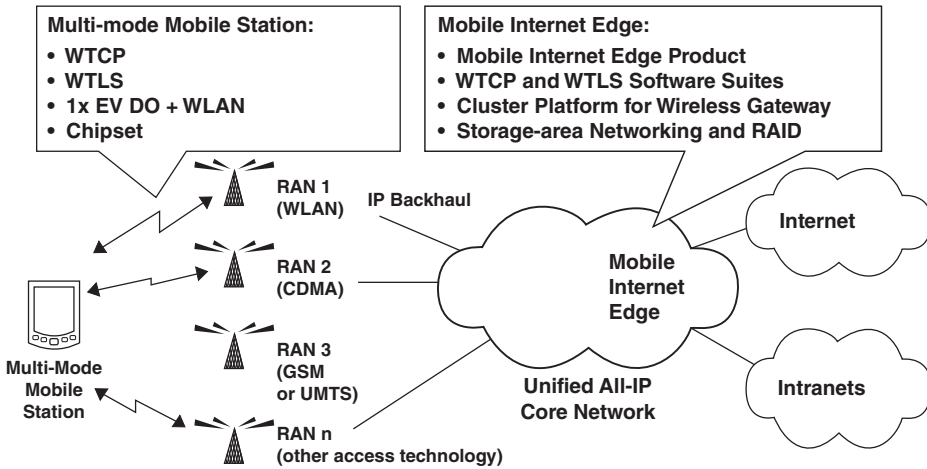 Multi-mode Mobile Station:
• WTCP
• WTLS
• 1x EV DO + WLAN
• Chipset
Mobile Internet Edge:
• Mobile Internet Edge Product
• WTCP and WTLS Software Suites
• Cluster Platform for Wireless Gateway
• Storage-area Networking and RAID
RAN 1
(WLAN)
IP Backhaul
RAN 2
(CDMA)
RAN 3
(GSM
or UMTS)
RAN n
(other access technology)
Multi-Mode
Mobile
Station
Mobile
Internet
Edge
Unified All-IP
Core Network
Internet
Intranets